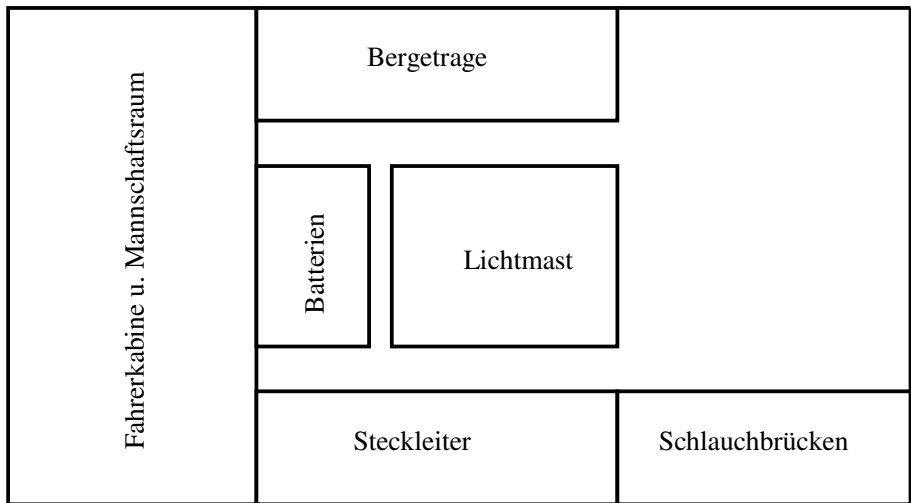 Fahrerkabine u. Mannschaftsraum
Bergetrage
Batterien
Lichtmast
Steckleiter
Schlauchbrücken